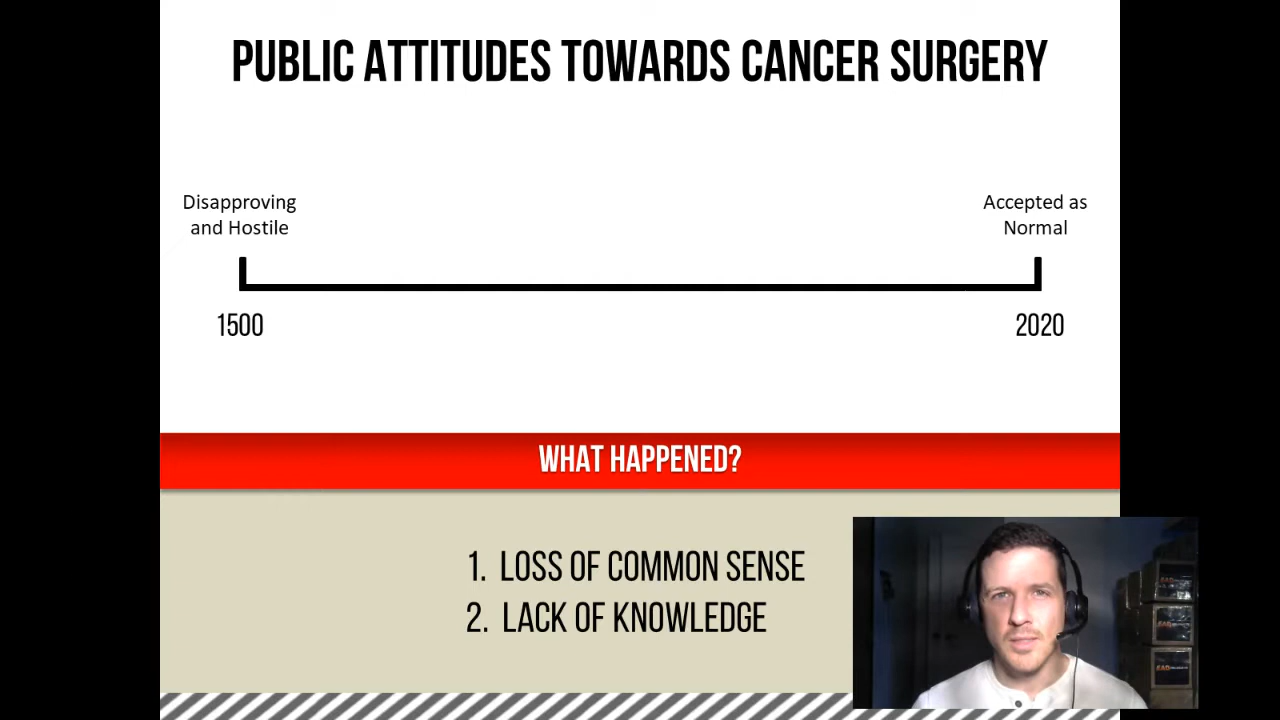 PUBLIC ATTITUDES TOWARDS CANCER SURGERY
Disapproving
and Hostile
Accepted as
Normal
1500
2020
WHAT HAPPENED?
1. LOSS OF COMMON SENSE
2. LACK OF KNOWLEDGE